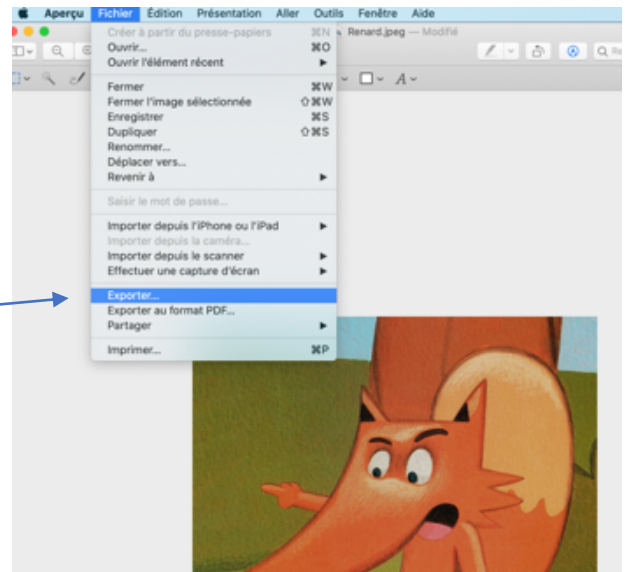 Aperçu Fichier Édition Présentation Aller Outils Fenêtre Aide
Créer à partir du presse-papiers ⌘N
Renard.jpeg — Modifié
Ouvrir... ⌘O
Ouvrir l'élément récent
Fermer ⌘W
Fermer l'image sélectionnée ⇧⌘W
Enregistrer ⌘S
Dupliquer ⇧⌘S
Renommer...
Déplacer vers...
Revenir à
Saisir le mot de passe...
Importer depuis l'iPhone ou l'iPad
Importer depuis la caméra...
Importer depuis le scanner
Effectuer une capture d'écran
Exporter...
Exporter au format PDF...
Partager
Imprimer... ⌘P